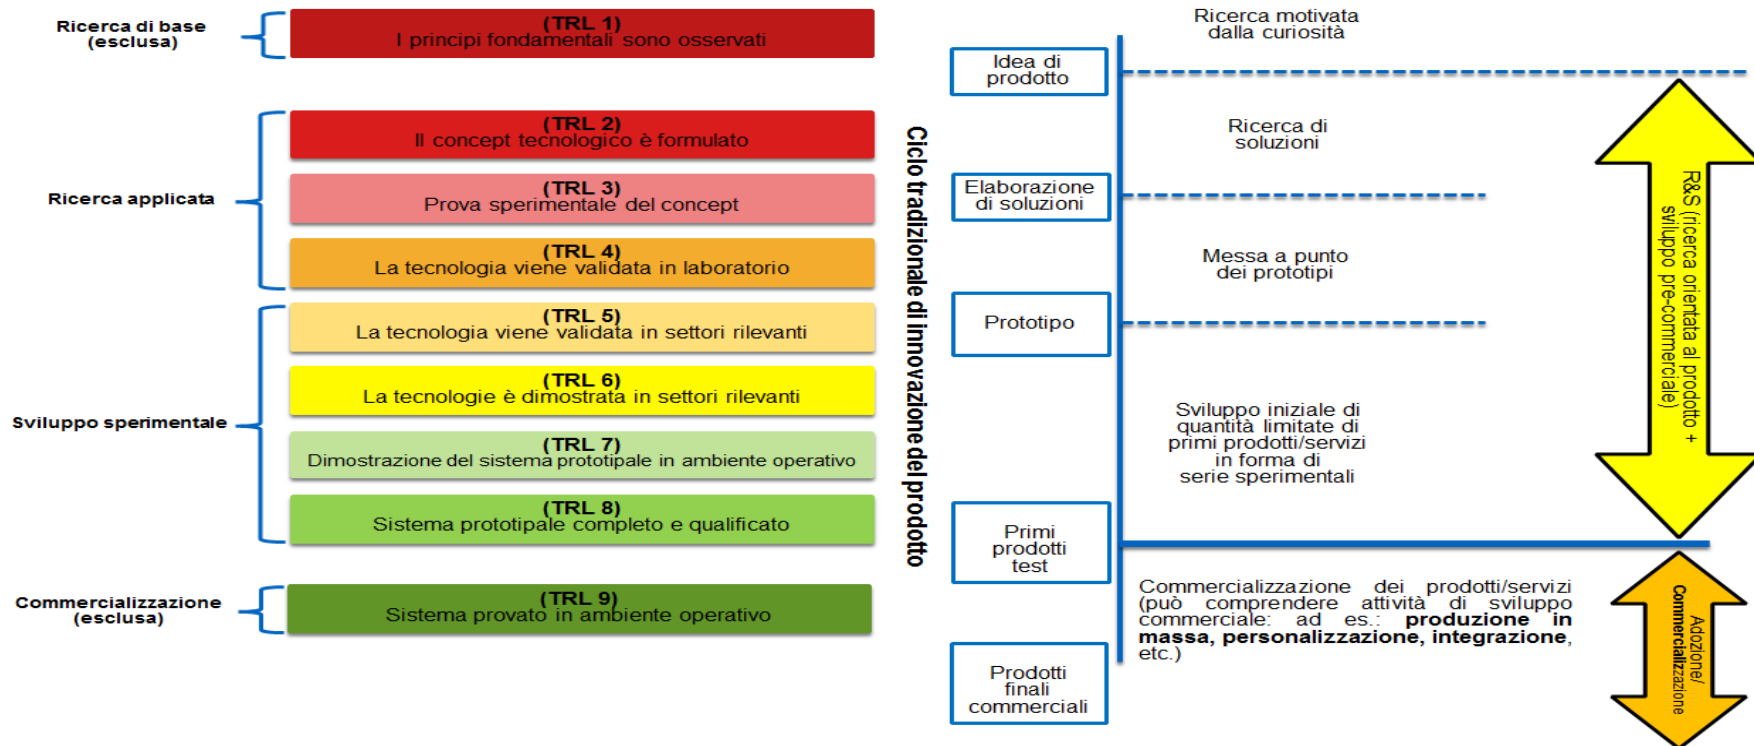 Ricerca di base
(esclusa)
(TRL 1)
I principi fondamentali sono osservati
Ricerca applicata
(TRL 2)
Il concept tecnologico è formulato
(TRL 3)
Prova sperimentale del concept
(TRL 4)
La tecnologia viene validata in laboratorio
Sviluppo sperimentale
(TRL 5)
La tecnologia viene validata in settori rilevanti
(TRL 6)
La tecnologie è dimostrata in settori rilevanti
(TRL 7)
Dimostrazione del sistema prototipale in ambiente operativo
(TRL 8)
Sistema prototipale completo e qualificato
Commercializzazione
(esclusa)
(TRL 9)
Sistema provato in ambiente operativo
Ciclo tradizionale di innovazione del prodotto
Idea di
prodotto
Elaborazione
di soluzioni
Prototipo
Primi
prodotti
test
Prodotti
finali
commerciali
Ricerca motivata
dalla curiosità
Ricerca di
soluzioni
Messa a punto
dei prototipi
Sviluppo iniziale di
quantità limitate di
primi prodotti/servizi
in forma di
serie sperimentali
Commercializzazione dei prodotti/servizi
(può comprendere attività di sviluppo
commerciale: ad es.: produzione in
massa, personalizzazione, integrazione,
etc.)
R&S (ricerca orientata al prodotto +
sviluppo pre-commerciale)
Adozione/
Commercializzazione